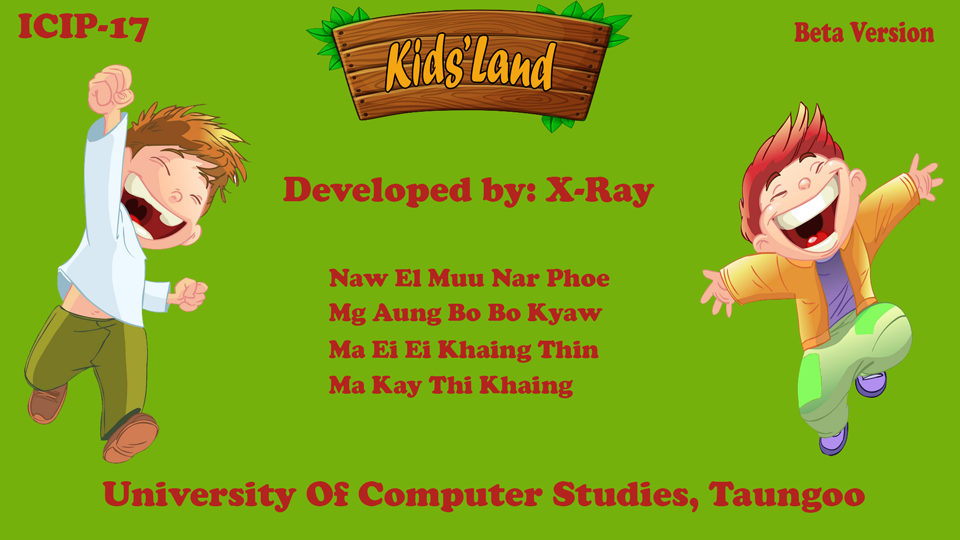 ICIP-17
Kids'Land
Beta Version
Developed by: X-Ray
Naw El Muu Nar Phoe
Mg Aung Bo Bo Kyaw
Ma Ei Ei Khaing Thin
Ma Kay Thi Khaing
University Of Computer Studies, Taungoo